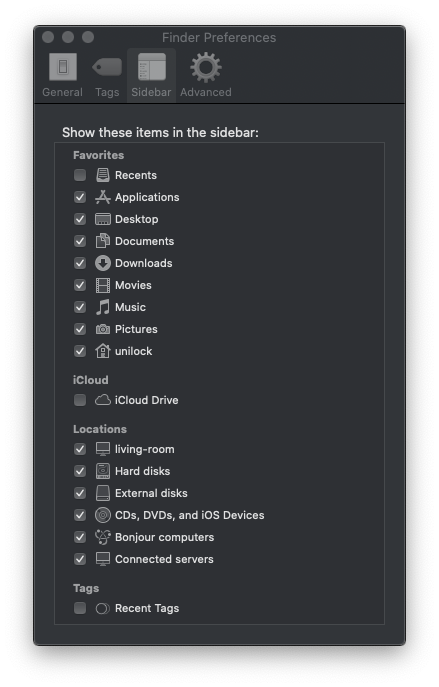 Finder Preferences
General Tags Sidebar Advanced
Show these items in the sidebar:
Favorites
Recents
Applications
Desktop
Documents
Downloads
Movies
Music
Pictures
unilock
iCloud
iCloud Drive
Locations
living-room
Hard disks
External disks
CDs, DVDs, and iOS Devices
Bonjour computers
Connected servers
Tags
Recent Tags